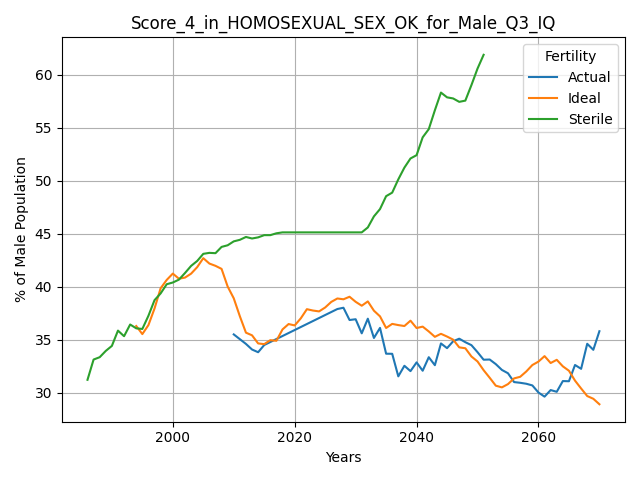 Score_4_in_HOMOSEXUAL_SEX_OK_for_Male_Q3_IQ
Fertility
Actual
Ideal
Sterile
% of Male Population
60
55
50
45
40
35
30
2000
2020
2040
2060
Years